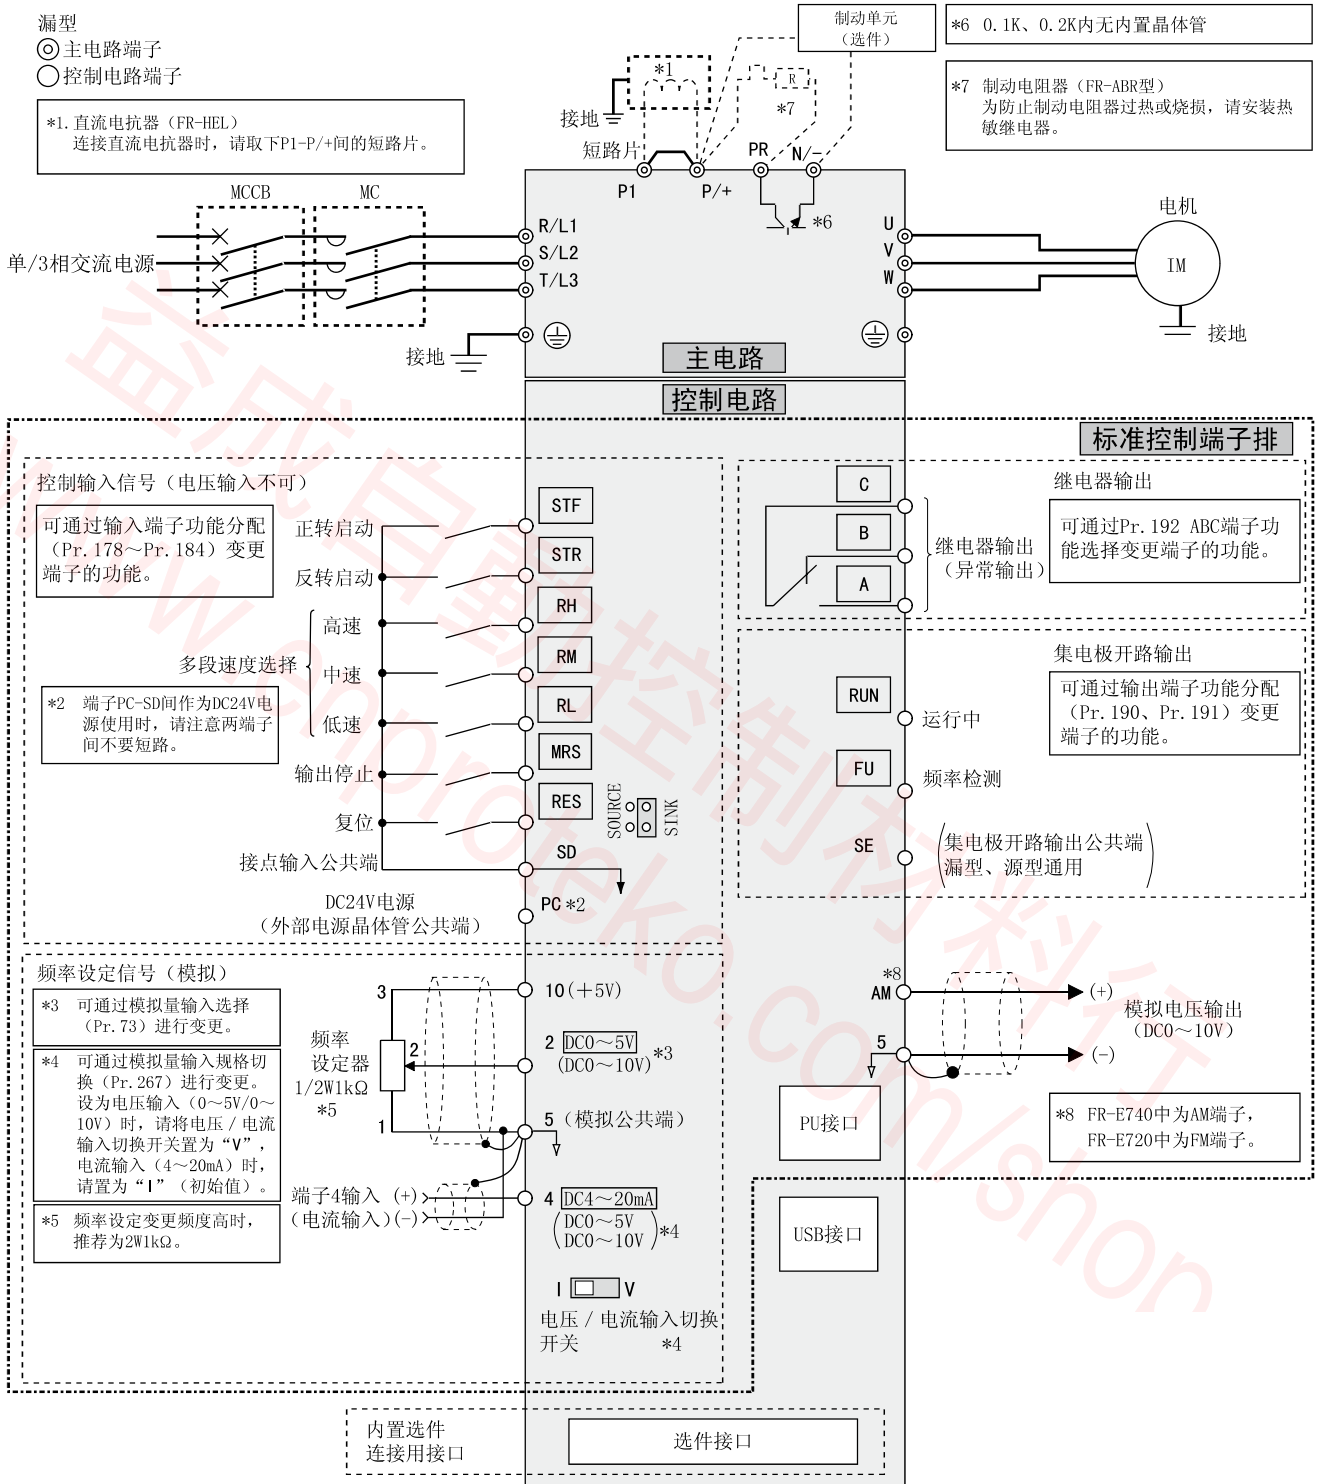 漏型
主电路端子
控制电路端子
*1.直流电抗器（FR-HEL）
连接直流电抗器时，请取下P1-P/+间的短路片。
制动单元
（选件）
*6 0.1K、0.2K内无内置晶体管
*7 制动电阻器（FR-ABR型）
为防止制动电阻器过热或烧损，请安装热
敏继电器。
*1
R
*7
接地
短路片
P1
P/+
PR
N/-
*6
MCCB
MC
单/3相交流电源
R/L1
S/L2
T/L3
接地
U
V
W
电机
IM
接地
主电路
控制电路
标准控制端子排
控制输入信号（电压输入不可）
可通过输入端子功能分配
（Pr.178～Pr.184）变更
端子的功能。
正转启动
反转启动
高速
多段速度选择
中速
低速
输出停止
复位
接点输入公共端
*2 端子PC-SD间作为DC24V电
源使用时，请注意两端子
间不要短路。
STF
STR
RH
RM
RL
MRS
RES
SOURCE
SINK
SD
PC *2
DC24V电源
（外部电源晶体管公共端）
C
B
A
继电器输出
继电器输出
（异常输出）
可通过Pr.192 ABC端子功
能选择变更端子的功能。
集电极开路输出
可通过输出端子功能分配
（Pr.190、Pr.191）变更
端子的功能。
RUN
运行中
FU
频率检测
SE
（集电极开路输出公共端
漏型、源型通用）
频率设定信号（模拟）
*3 可通过模拟量输入选择
（Pr.73）进行变更。
*4 可通过模拟量输入规格切
换（Pr.267）进行变更。
设为电压输入（0～5V/0～
10V）时，请将电压/电流
输入切换开关置为“V”，
电流输入（4～20mA）时，
请置为“I”（初始值）。
*5 频率设定变更频度高时，
推荐为2W1kΩ。
3
2
1
频率
设定器
1/2W1kΩ
*5
10(+5V)
2 DC0～5V
(DC0～10V) *3
5（模拟公共端）
端子4输入 (+)
（电流输入）(-)
4 DC4～20mA
(DC0～5V
DC0～10V) *4
I V
电压/电流输入切换
开关 *4
*8
AM
5
(+)
模拟电压输出
(DC0～10V)
(-)
PU接口
*8 FR-E740中为AM端子，
FR-E720中为FM端子。
USB接口
内置选件
连接用接口
选件接口
益成自動控制材料行
www.enproteko.com/shop